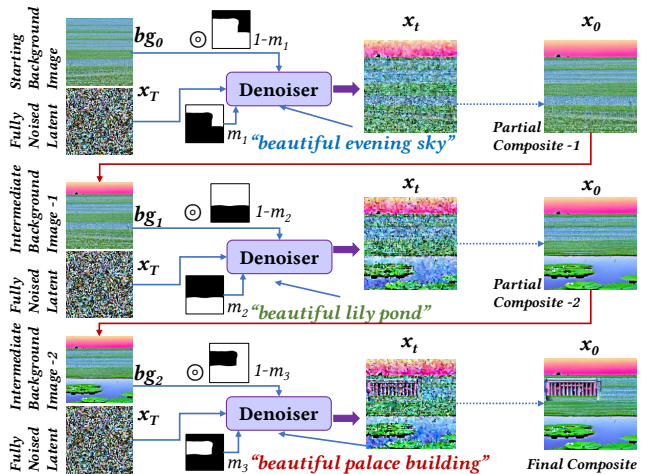 Starting
Background
Image
bg0
1-m1
xt
x0
Fully
Noised
Latent
xT
Denoiser
m1
"beautiful evening sky"
Partial
Composite -1
Intermediate
Background
Image -1
bg1
1-m2
xt
x0
Fully
Noised
Latent
xT
Denoiser
m2
"beautiful lily pond"
Partial
Composite -2
Intermediate
Background
Image -2
bg2
1-m3
xt
x0
Fully
Noised
Latent
xT
Denoiser
m3
"beautiful palace building"
Final Composite